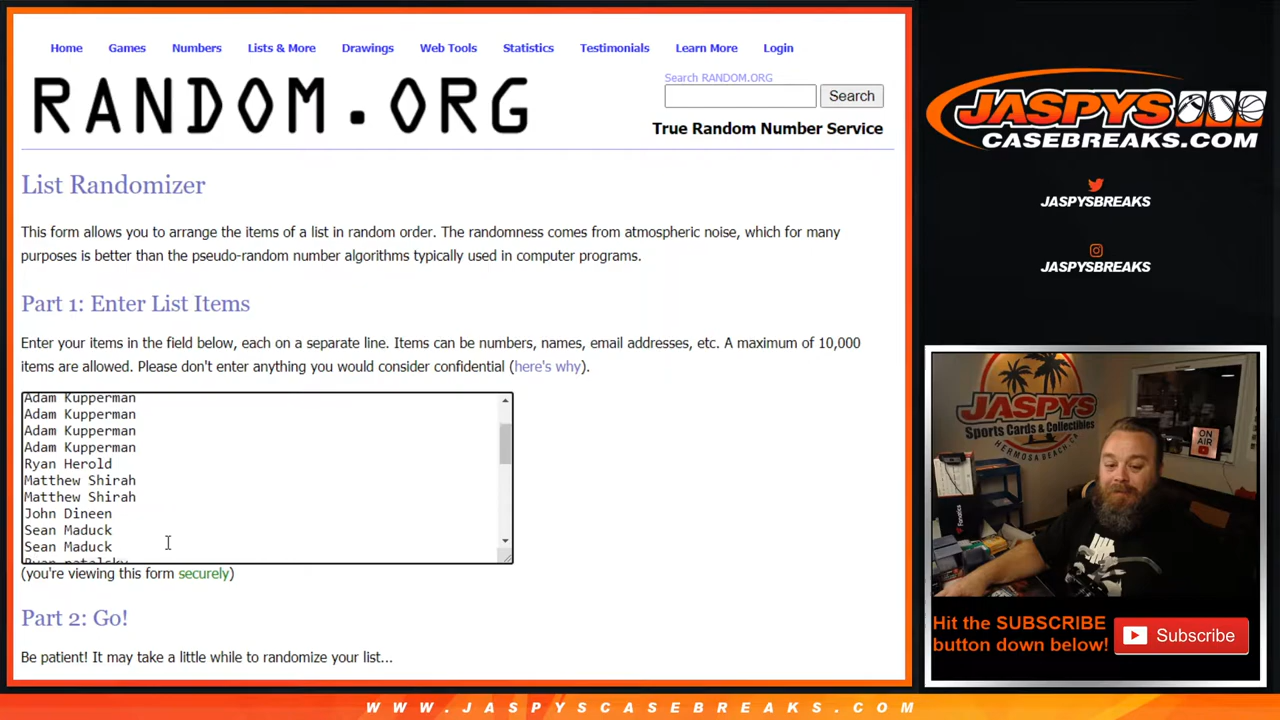 Home Games Numbers Lists & More Drawings Web Tools Statistics Testimonials Learn More Login
RANDOM.ORG
Search RANDOM.ORG
Search
True Random Number Service
List Randomizer
This form allows you to arrange the items of a list in random order. The randomness comes from atmospheric noise, which for many
purposes is better than the pseudo-random number algorithms typically used in computer programs.
Part 1: Enter List Items
Enter your items in the field below, each on a separate line. Items can be numbers, names, email addresses, etc. A maximum of 10,000
items are allowed. Please don't enter anything you would consider confidential (here's why).
Adam Kupperman
Adam Kupperman
Adam Kupperman
Adam Kupperman
Ryan Herold
Matthew Shirah
Matthew Shirah
John Dineen
Sean Maduck
Sean Maduck
(you're viewing this form securely)
Part 2: Go!
Be patient! It may take a little while to randomize your list...
JASPYS
CASEBREAKS.COM
JASPYSBREAKS
JASPYSBREAKS
JASPYS
Sports Cards & Collectibles
HERMOSA BEACH, CA
ON
AIR
Fanatics
Hit the SUBSCRIBE
button down below!
Subscribe
WWW.JASPYSCASEBREAKS.COM